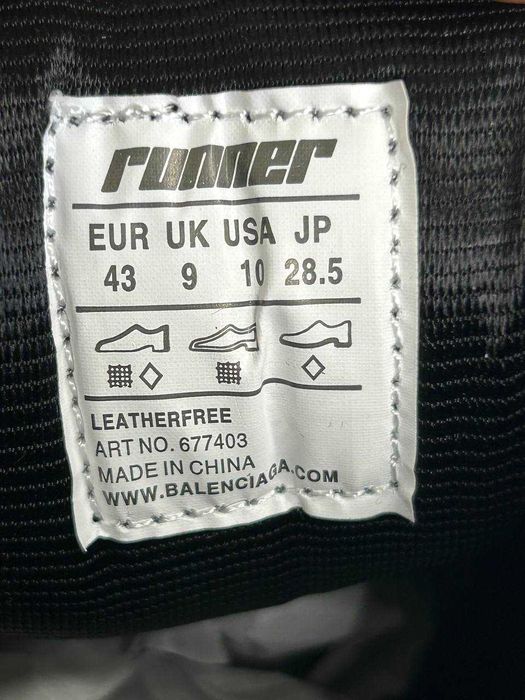 runner
EUR UK USA JP
43 9 10 28.5
LEATHERFREE
ART NO. 677403
MADE IN CHINA
WWW.BALENCIAGA.COM